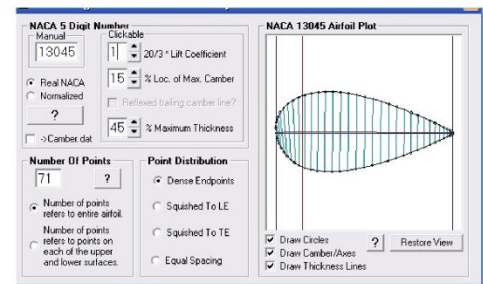 NACA 5 Digit Number
Manual
13045
Real NACA
Normalized
?
->Camber.dat
Clickable
1
20/3 * Lift Coefficient
15
% Loc. of Max. Camber
Reflexed trailing camber line?
45
% Maximum Thickness
Number Of Points
71
?
Number of points
refers to entire airfoil.
Number of points
refers to points on
each of the upper
and lower surfaces.
Point Distribution
Dense Endpoints
Squished To LE
Squished To TE
Equal Spacing
NACA 13045 Airfoil Plot
Draw Circles
Draw Camber/Axes
Draw Thickness Lines
?
Restore View